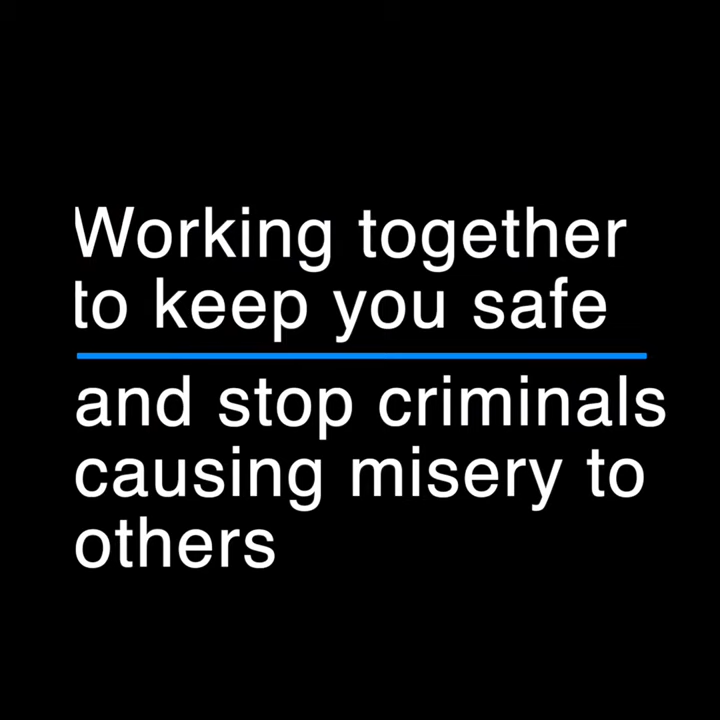 Working together
to keep you safe
and stop criminals
causing misery to
others